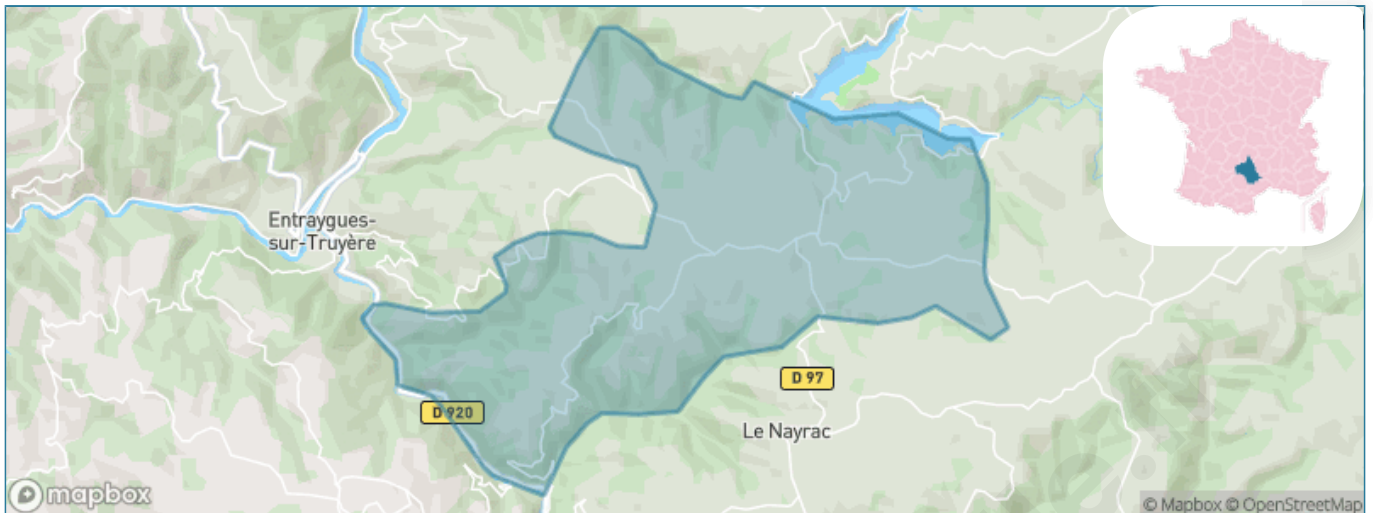 Entraygues-
sur-Truyère
D 97
D 920
Le Nayrac
mapbox
© Mapbox © OpenStreetMap